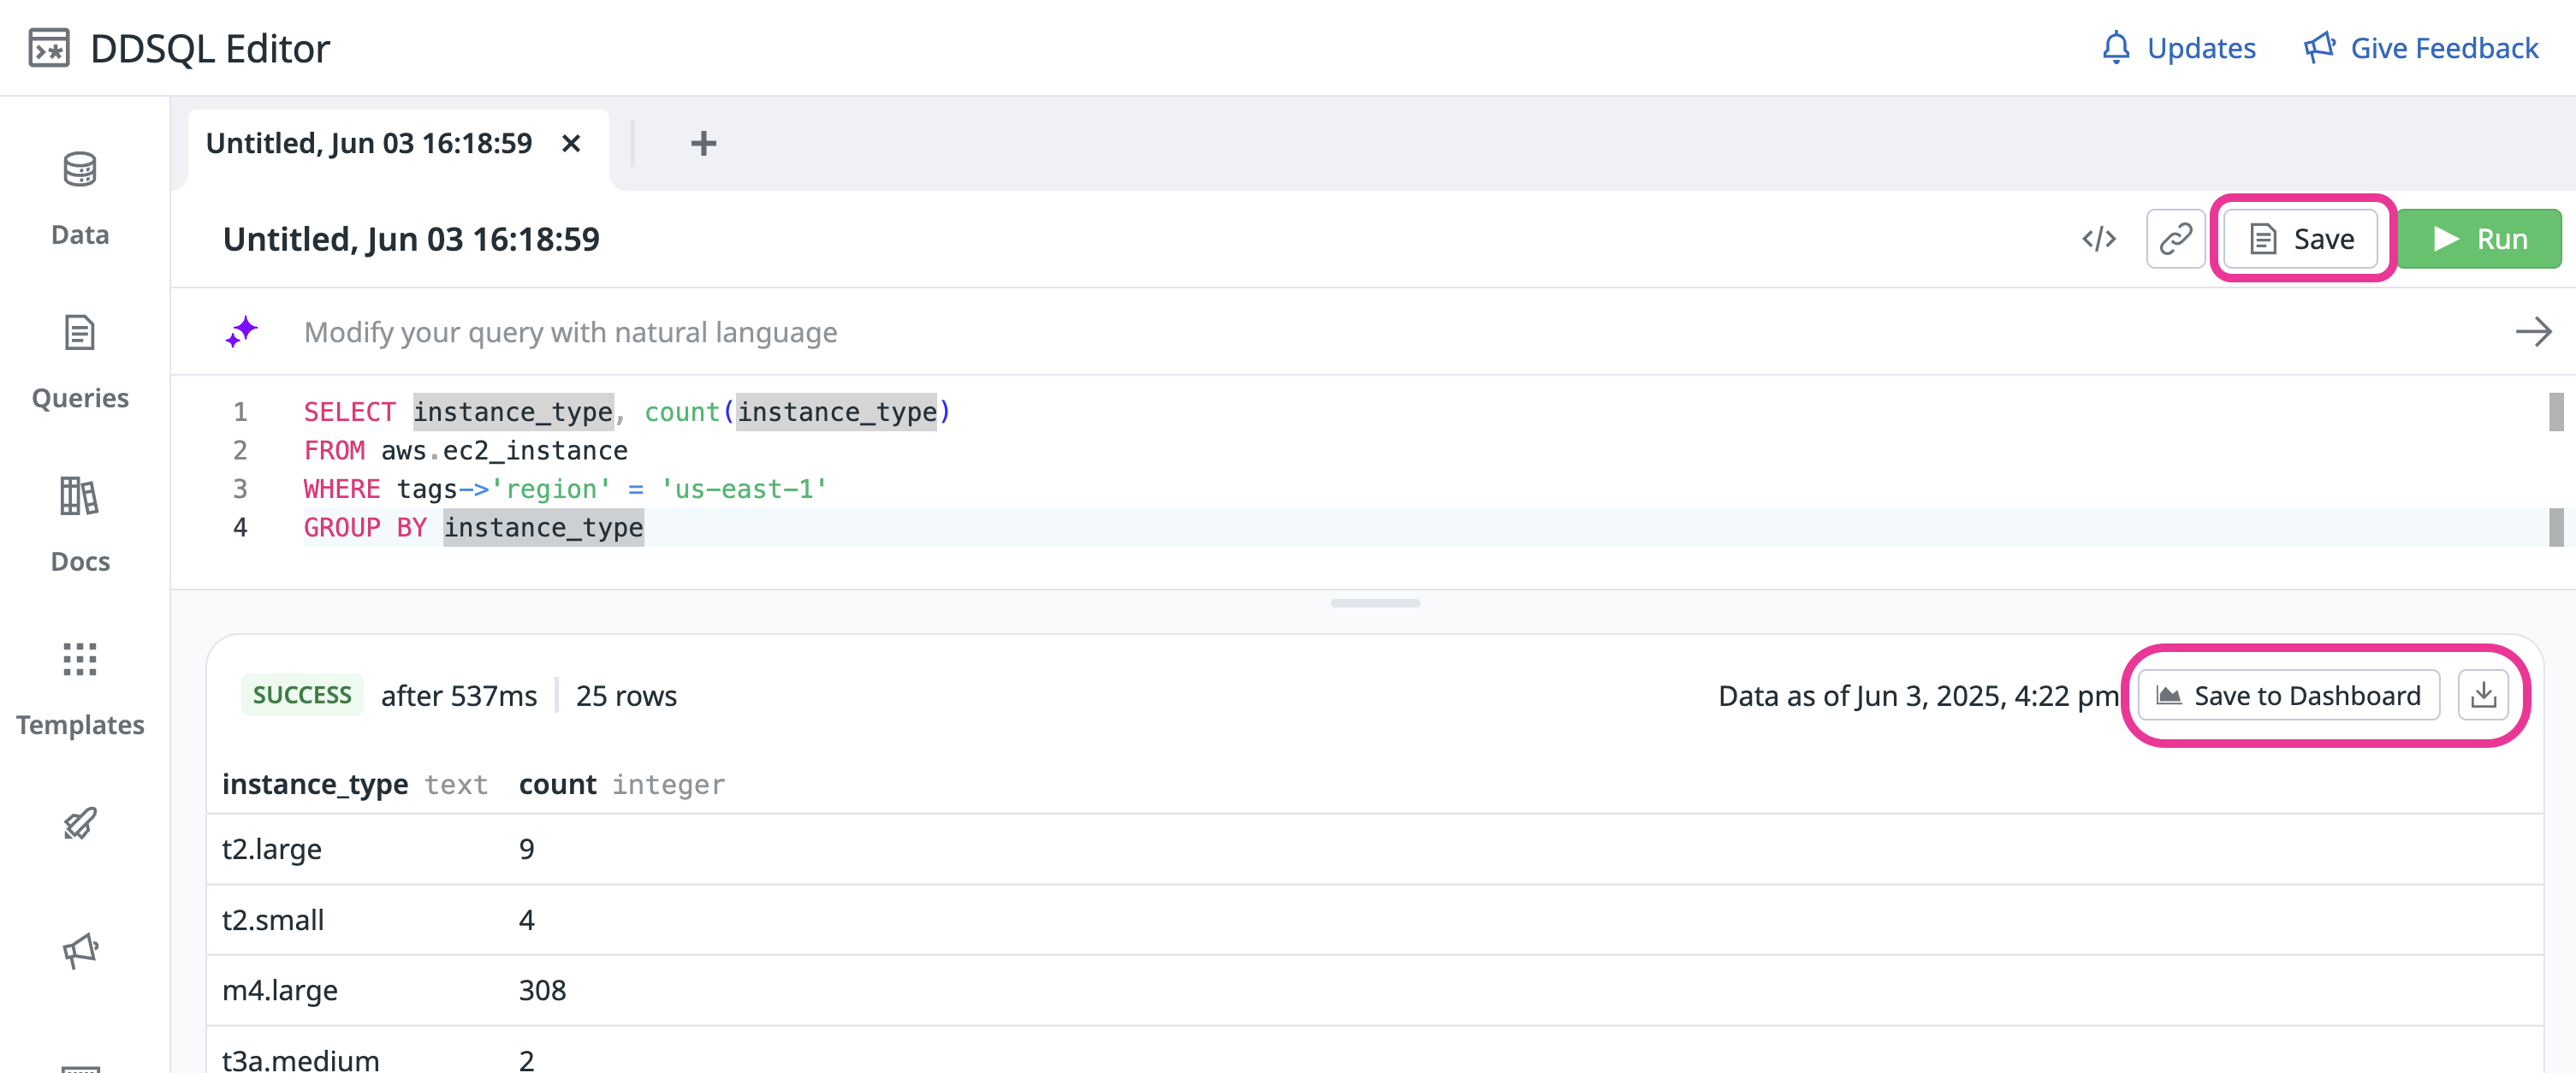 DDSQL Editor
Updates
Give Feedback
Data
Queries
Docs
Templates
Untitled, Jun 03 16:18:59
Untitled, Jun 03 16:18:59
Save
Run
Modify your query with natural language
1 SELECT instance_type, count(instance_type)
2 FROM aws.ec2_instance
3 WHERE tags->'region' = 'us-east-1'
4 GROUP BY instance_type
SUCCESS after 537ms 25 rows
Data as of Jun 3, 2025, 4:22 pm
Save to Dashboard
instance_type text count integer
t2.large 9
t2.small 4
m4.large 308
t3a.medium 2